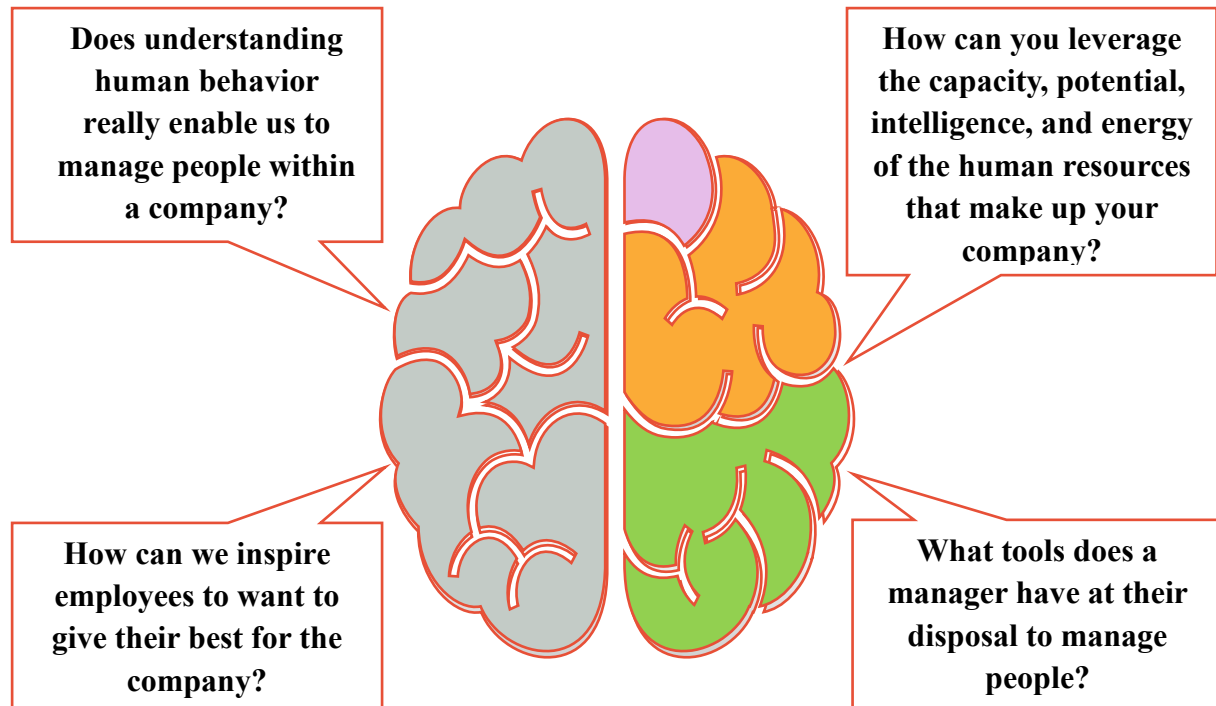 Does understanding
human behavior
really enable us to
manage people within
a company?
How can you leverage
the capacity, potential,
intelligence, and energy
of the human resources
that make up your
company?
How can we inspire
employees to want to
give their best for the
company?
What tools does a
manager have at their
disposal to manage
people?